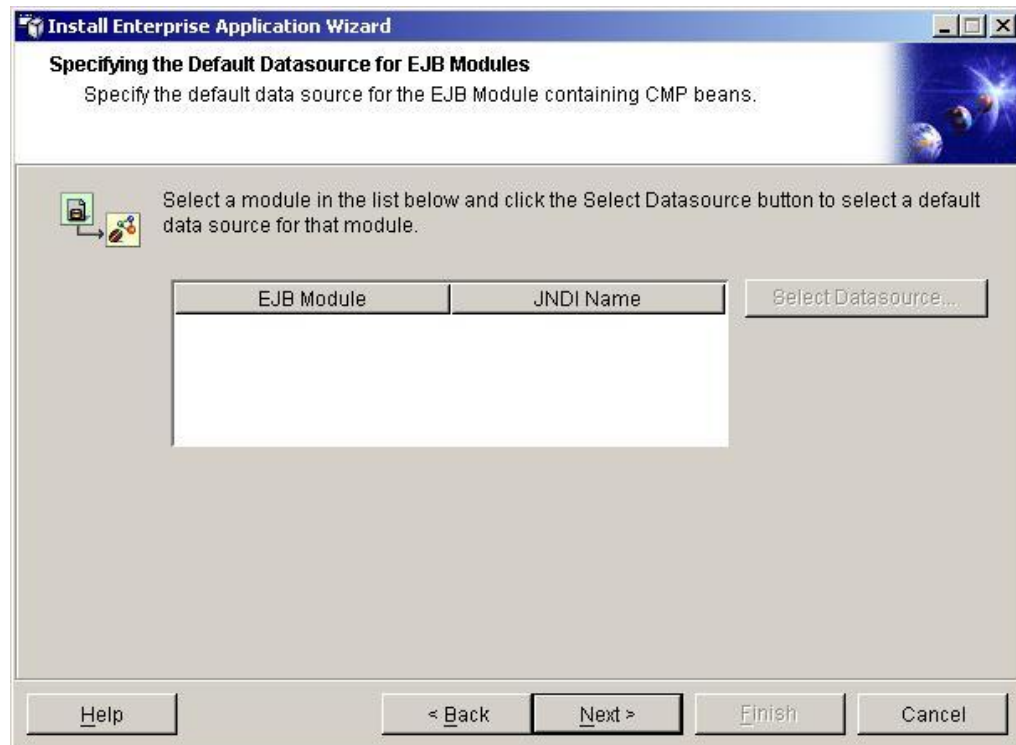 Install Enterprise Application Wizard
Specifying the Default Datasource for EJB Modules
Specify the default data source for the EJB Module containing CMP beans.
Select a module in the list below and click the Select Datasource button to select a default
data source for that module.
EJB Module JNDI Name Select Datasource...
Help < Back Next > Finish Cancel